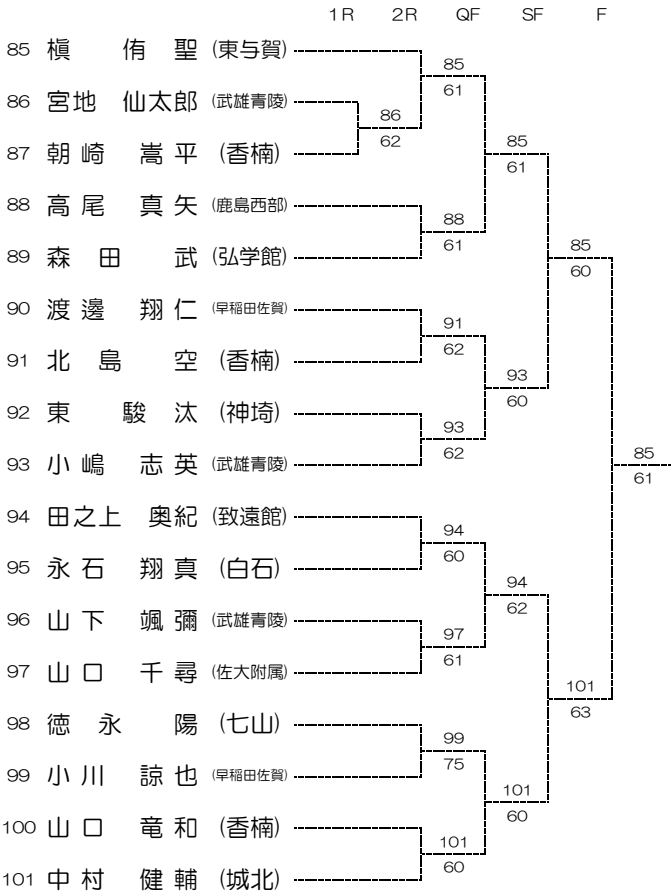 1R 2R QF SF F
85 槇 侑聖 (東与賀)
86 宮地 仙太郎 (武雄青陵)
87 朝崎 嵩平 (香楠)
88 高尾 真矢 (鹿島西部)
89 森田 武 (弘学館)
90 渡邊 翔仁 (早稲田佐賀)
91 北島 空 (香楠)
92 東 駿汰 (神埼)
93 小嶋 志英 (武雄青陵)
94 田之上 奥紀 (致遠館)
95 永石 翔真 (白石)
96 山下 颯彌 (武雄青陵)
97 山口 千尋 (佐大附属)
98 徳永 陽 (七山)
99 小川 諒也 (早稲田佐賀)
100 山口 竜和 (香楠)
101 中村 健輔 (城北)
86
62
85
61
88
61
91
62
93
62
94
60
97
61
99
75
101
60
85
61
93
60
94
62
101
60
85
60
101
63
85
61